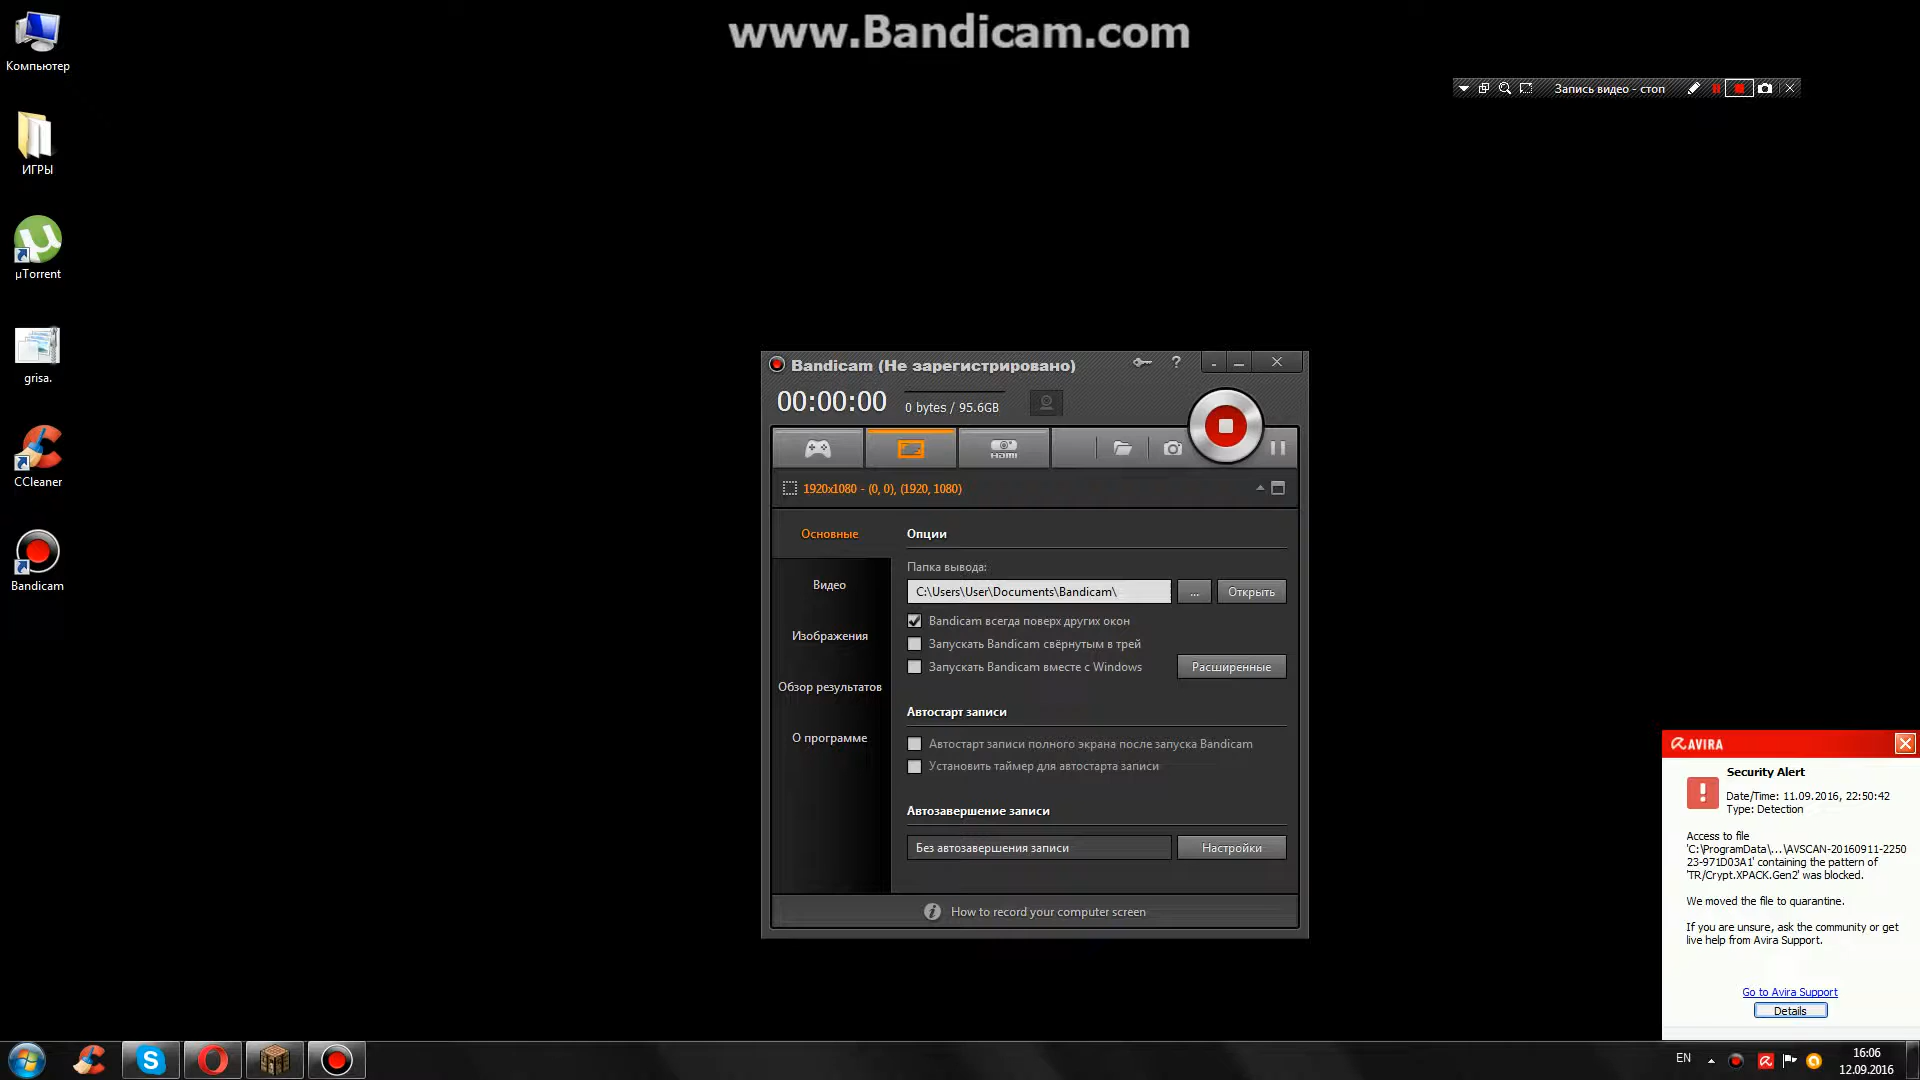 www.Bandicam.com
Компьютер
ИГРЫ
µTorrent
grisa.
CCleaner
Bandicam
Запись видео - стоп
Bandicam (Не зарегистрировано)
?
00:00:00
0 bytes / 95.6GB
HDMI
1920x1080 - (0, 0), (1920, 1080)
Основные
Видео
Изображения
Обзор результатов
О программе
Опции
Папка вывода:
C:\Users\User\Documents\Bandicam\
...
Открыть
Bandicam всегда поверх других окон
Запускать Bandicam свёрнутым в трей
Запускать Bandicam вместе с Windows
Расширенные
Автостарт записи
Автостарт записи полного экрана после запуска Bandicam
Установить таймер для автостарта записи
Автозавершение записи
Без автозавершения записи
Настройки
How to record your computer screen
AVIRA
Security Alert
Date/Time: 11.09.2016, 22:50:42
Type: Detection
Access to file
'C:\ProgramData\...\AVSCAN-20160911-2250
23-971D03A1' containing the pattern of
'TR/Crypt.XPACK.Gen2' was blocked.
We moved the file to quarantine.
If you are unsure, ask the community or get
live help from Avira Support.
Go to Avira Support
Details
EN
16:06
12.09.2016